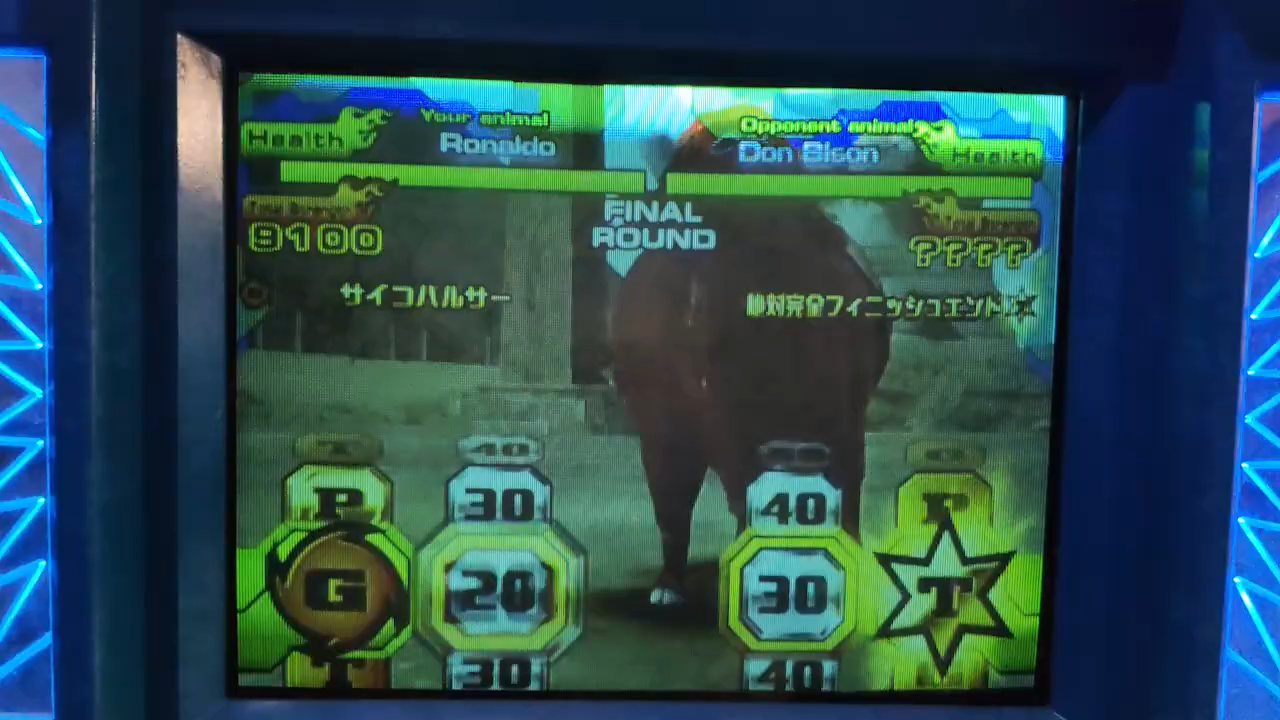 Your animal
Opponent animal
Health
Ronaldo
Don Bison
Health
FINAL
ROUND
9100
????
サイコハルサー
絶対完全フィニッシュエンド
40
P
30
40
P
G
20
30
T
T
30
40